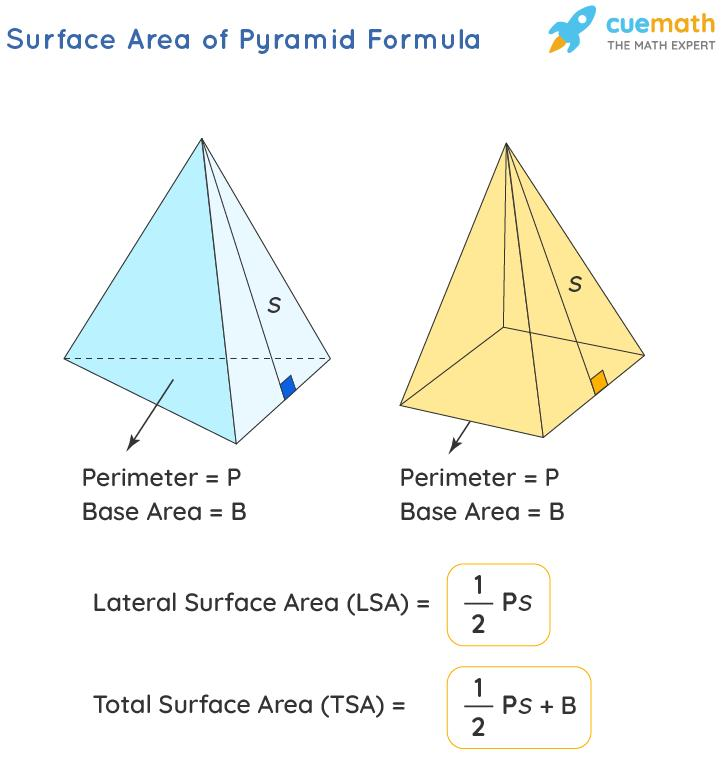 Surface Area of Pyramid Formula
cuemath
THE MATH EXPERT
s
s
Perimeter = P
Base Area = B
Perimeter = P
Base Area = B
Lateral Surface Area (LSA) = 1/2 Ps
Total Surface Area (TSA) = 1/2 Ps + B